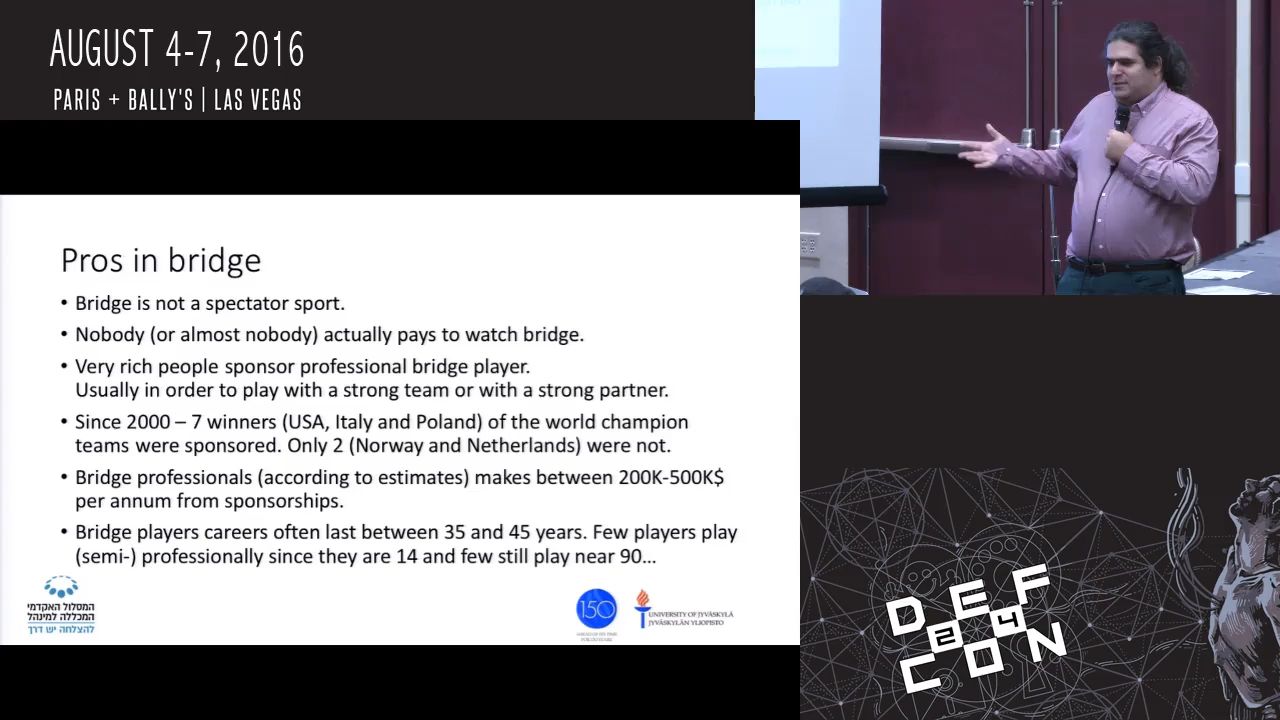 AUGUST 4-7, 2016
PARIS + BALLY'S | LAS VEGAS
Pros in bridge
• Bridge is not a spectator sport.
• Nobody (or almost nobody) actually pays to watch bridge.
• Very rich people sponsor professional bridge player.
Usually in order to play with a strong team or with a strong partner.
• Since 2000 – 7 winners (USA, Italy and Poland) of the world champion
teams were sponsored. Only 2 (Norway and Netherlands) were not.
• Bridge professionals (according to estimates) makes between 200K-500K$
per annum from sponsorships.
• Bridge players careers often last between 35 and 45 years. Few players play
(semi-) professionally since they are 14 and few still play near 90...
המסלול האקדמי
המכללה למינהל
להצלחה יש דרך
150
UNIVERSITY OF JYVÄSKYLÄ
JYVÄSKYLÄN YLIOPISTO
DEF
24
CON